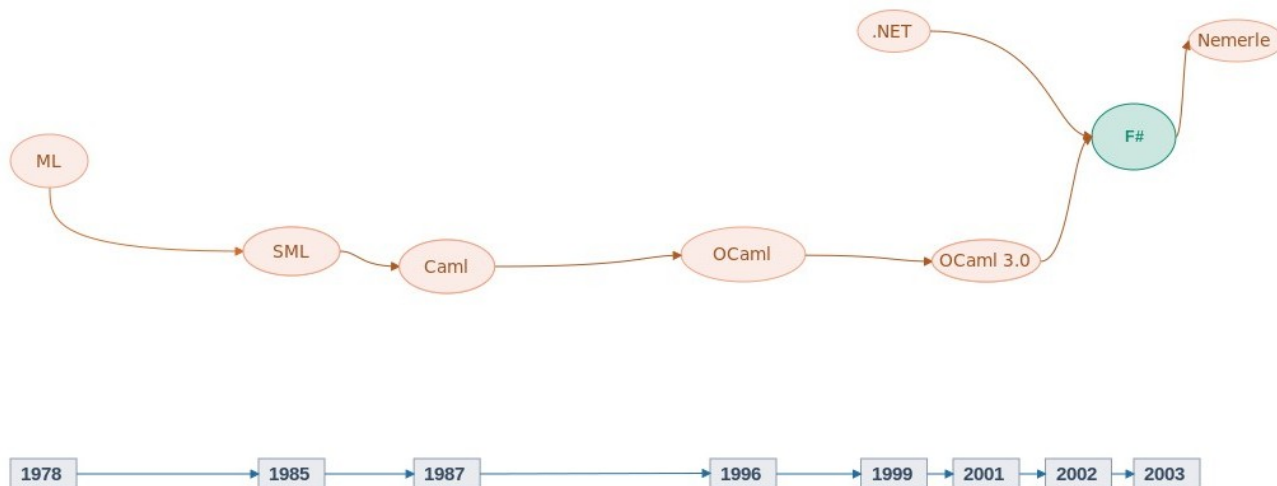 .NET
Nemerle
F#
ML
SML
Caml
OCaml
OCaml 3.0
1978
1985
1987
1996
1999
2001
2002
2003